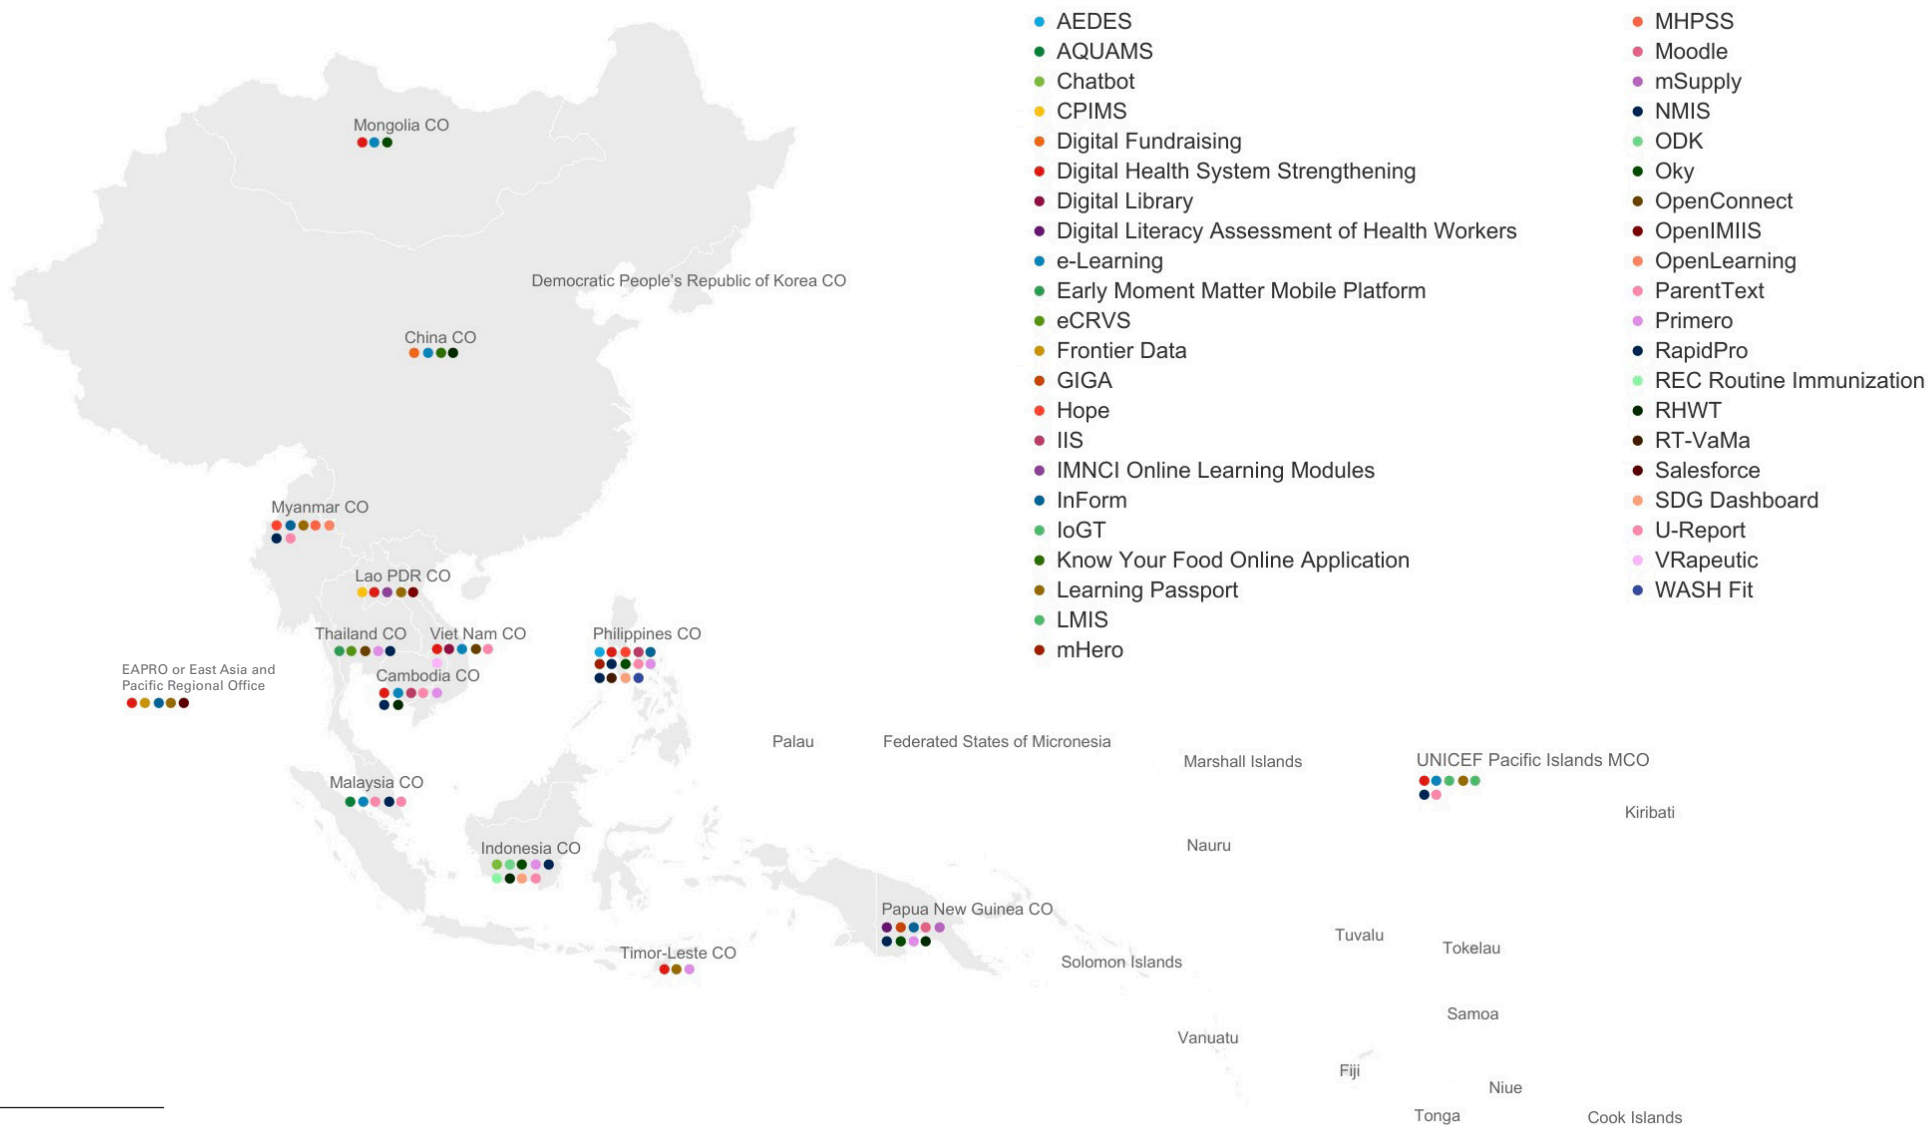 Mongolia CO
Democratic People's Republic of Korea CO
China CO
Myanmar CO
Lao PDR CO
Thailand CO
Viet Nam CO
Philippines CO
EAPRO or East Asia and
Pacific Regional Office
Cambodia CO
Palau
Federated States of Micronesia
Marshall Islands
UNICEF Pacific Islands MCO
Malaysia CO
Kiribati
Nauru
Indonesia CO
Papua New Guinea CO
Tuvalu
Tokelau
Timor-Leste CO
Solomon Islands
Samoa
Vanuatu
Fiji
Niue
Tonga
Cook Islands
AEDES
AQUAMS
Chatbot
CPIMS
Digital Fundraising
Digital Health System Strengthening
Digital Library
Digital Literacy Assessment of Health Workers
e-Learning
Early Moment Matter Mobile Platform
eCRVS
Frontier Data
GIGA
Hope
IIS
IMNCI Online Learning Modules
InForm
IoGT
Know Your Food Online Application
Learning Passport
LMIS
mHero
MHPSS
Moodle
mSupply
NMIS
ODK
Oky
OpenConnect
OpenIMIIS
OpenLearning
ParentText
Primero
RapidPro
REC Routine Immunization
RHWT
RT-VaMa
Salesforce
SDG Dashboard
U-Report
VRapeutic
WASH Fit